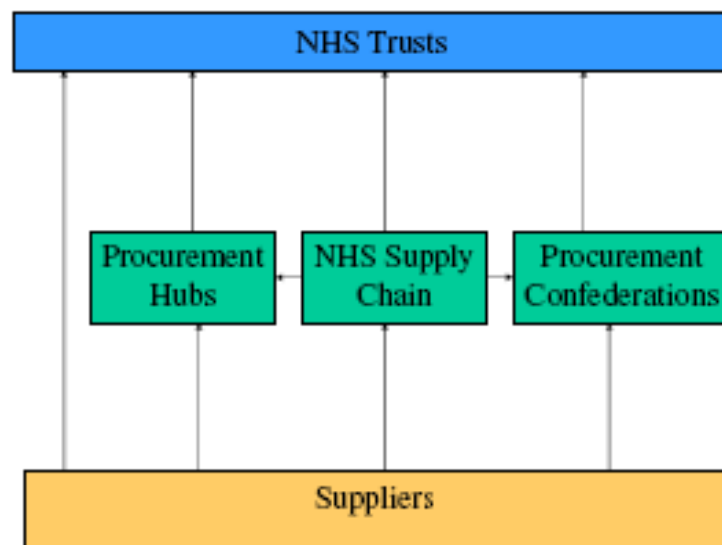 NHS Trusts
Procurement
Hubs
NHS Supply
Chain
Procurement
Confederations
Suppliers